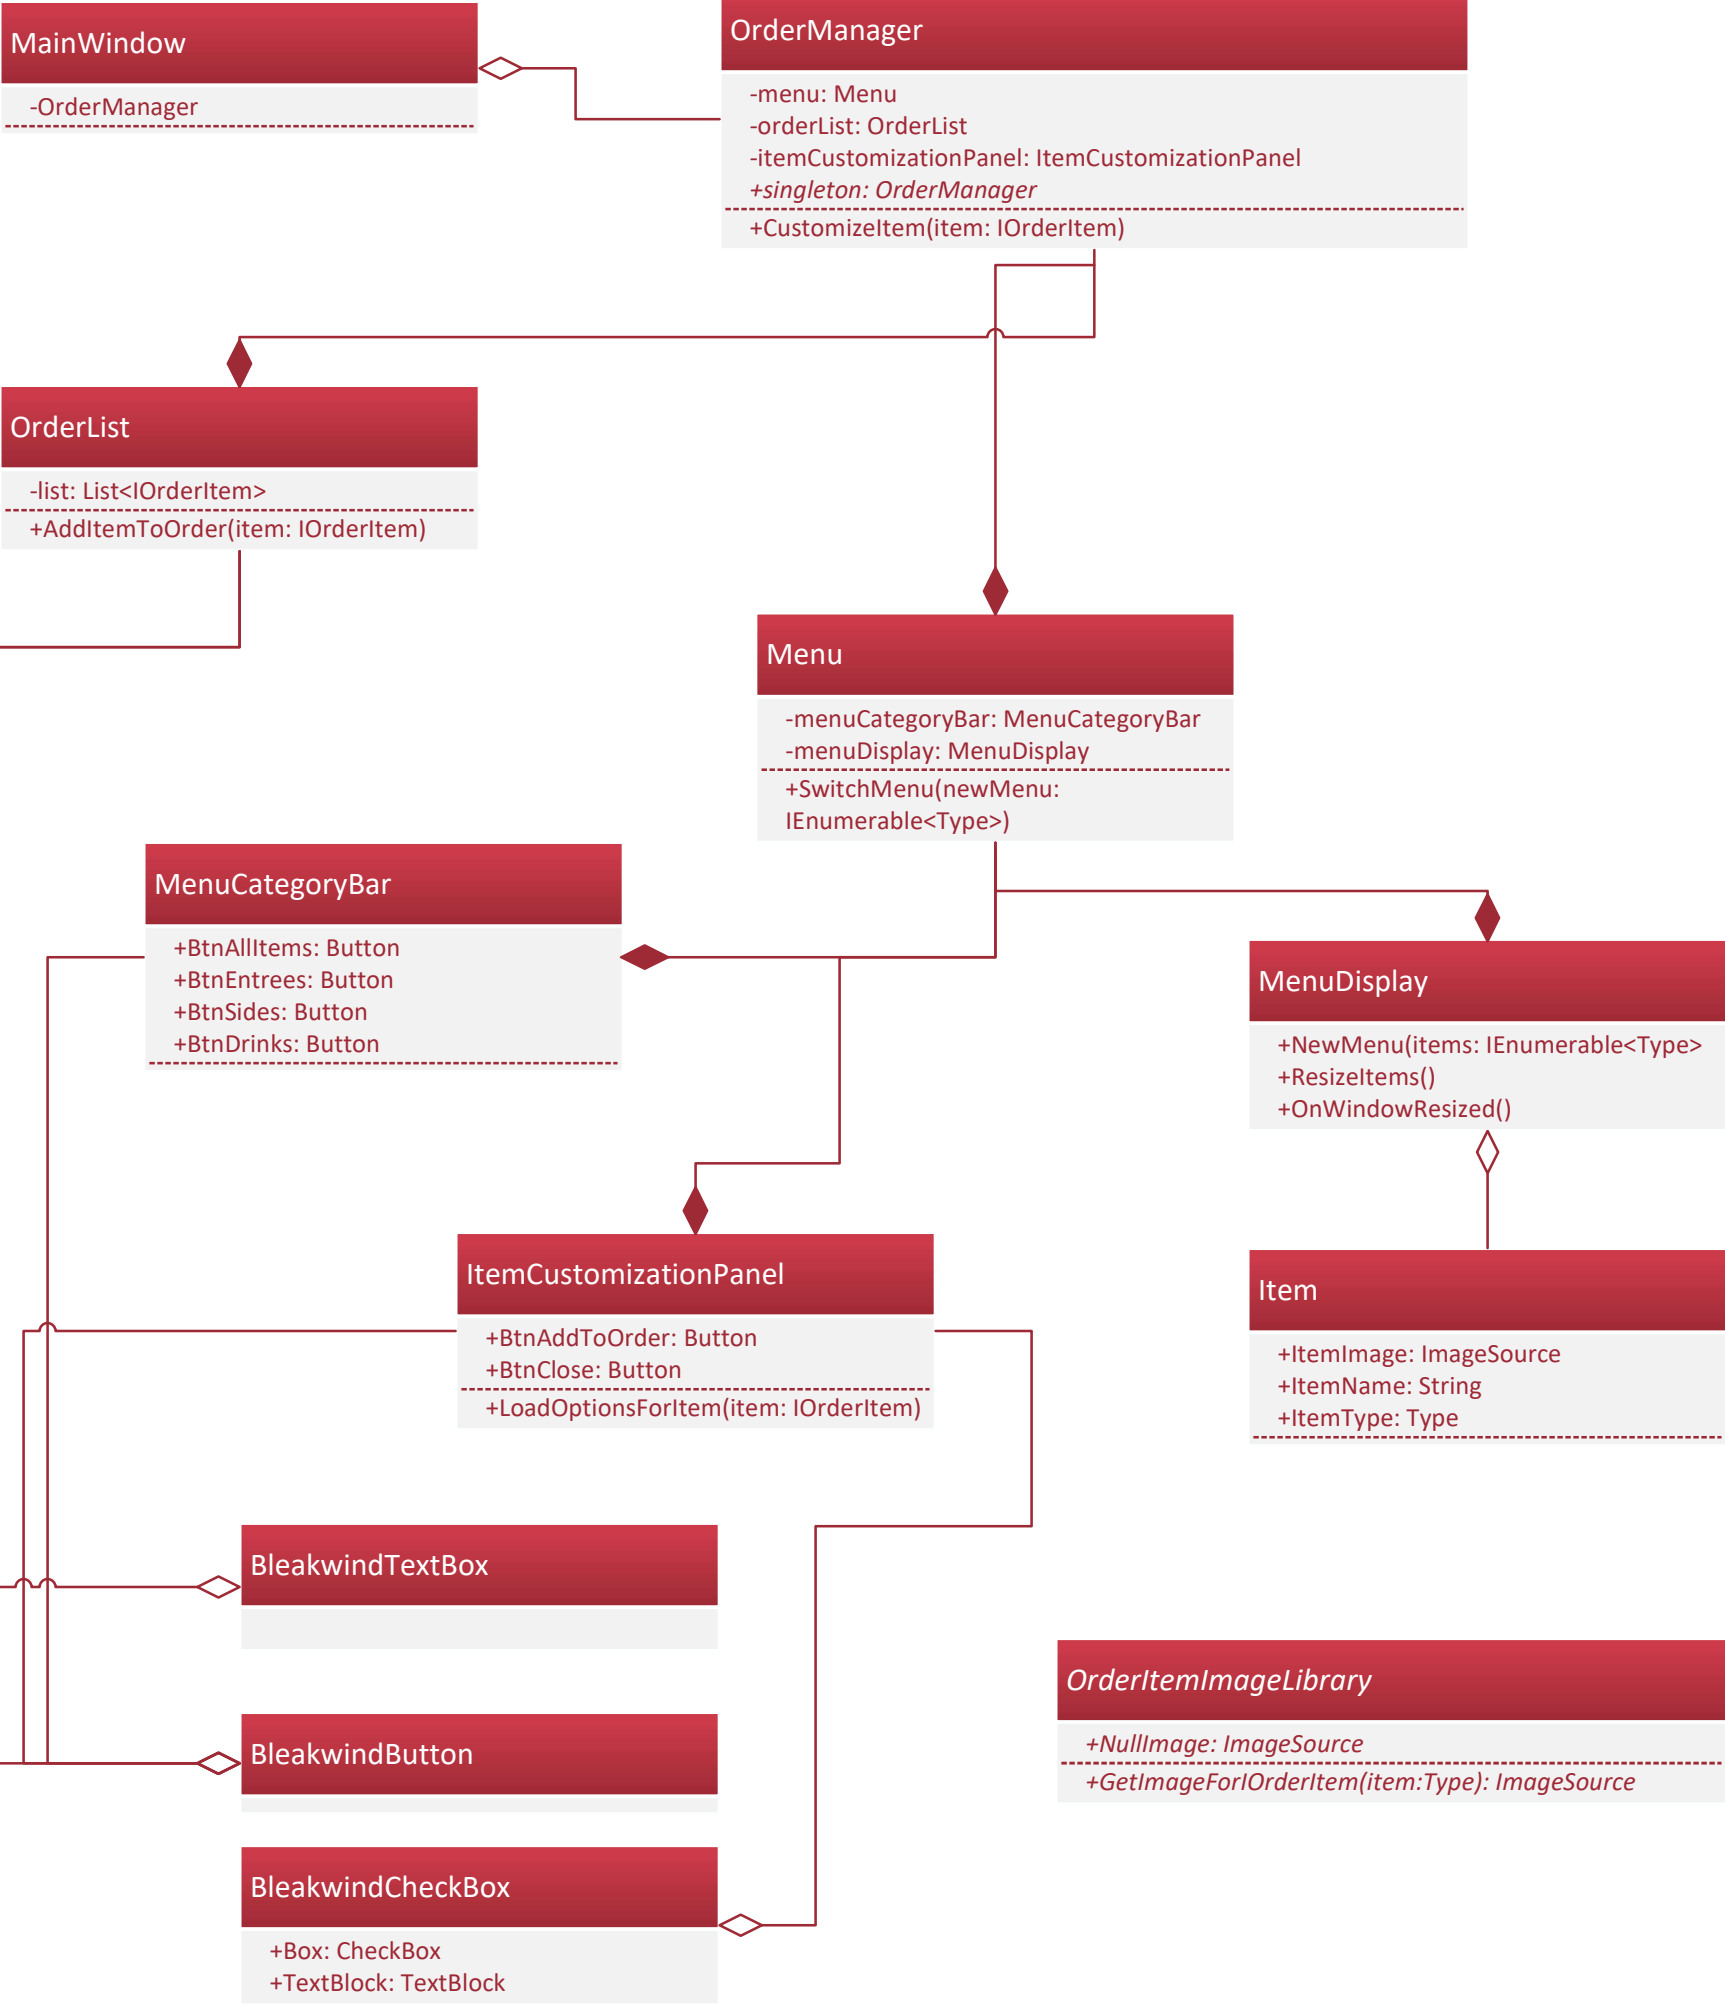 MainWindow
-OrderManager
OrderManager
-menu: Menu
-orderList: OrderList
-itemCustomizationPanel: ItemCustomizationPanel
+singleton: OrderManager
+CustomizeItem(item: IOrderItem)
OrderList
-list: List<IOrderItem>
+AddItemToOrder(item: IOrderItem)
Menu
-menuCategoryBar: MenuCategoryBar
-menuDisplay: MenuDisplay
+SwitchMenu(newMenu:
IEnumerable<Type>)
MenuCategoryBar
+BtnAllItems: Button
+BtnEntrees: Button
+BtnSides: Button
+BtnDrinks: Button
MenuDisplay
+NewMenu(items: IEnumerable<Type>
+ResizeItems()
+OnWindowResized()
ItemCustomizationPanel
+BtnAddToOrder: Button
+BtnClose: Button
+LoadOptionsForItem(item: IOrderItem)
Item
+ItemImage: ImageSource
+ItemName: String
+ItemType: Type
BleakwindTextBox
OrderItemImageLibrary
+NullImage: ImageSource
+GetImageForIOrderItem(item:Type): ImageSource
BleakwindButton
BleakwindCheckBox
+Box: CheckBox
+TextBlock: TextBlock